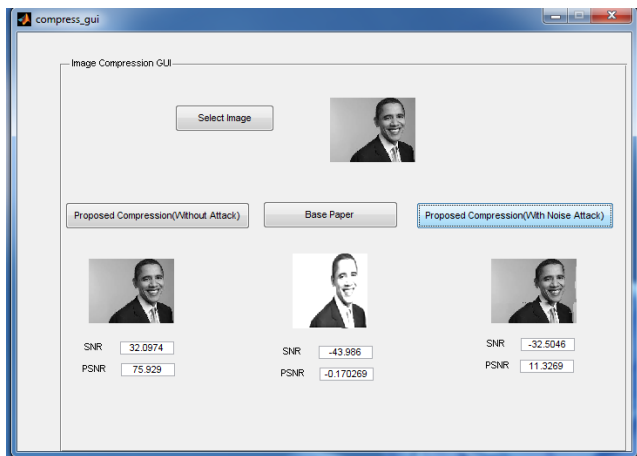 compress_gui
Image Compression GUI
Select Image
Proposed Compression(Without Attack)
Base Paper
Proposed Compression(With Noise Attack)
SNR 32.0974
PSNR 75.929
SNR -43.986
PSNR -0.170269
SNR -32.5046
PSNR 11.3269